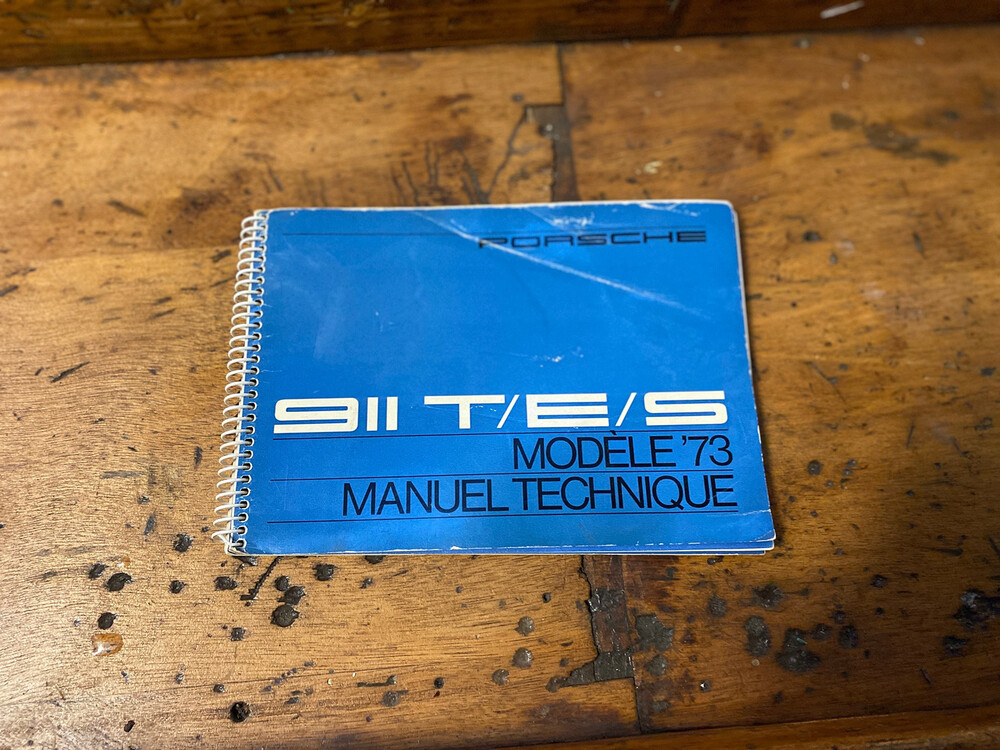 PORSCHE
911 T/E/S
MODÈLE '73
MANUEL TECHNIQUE